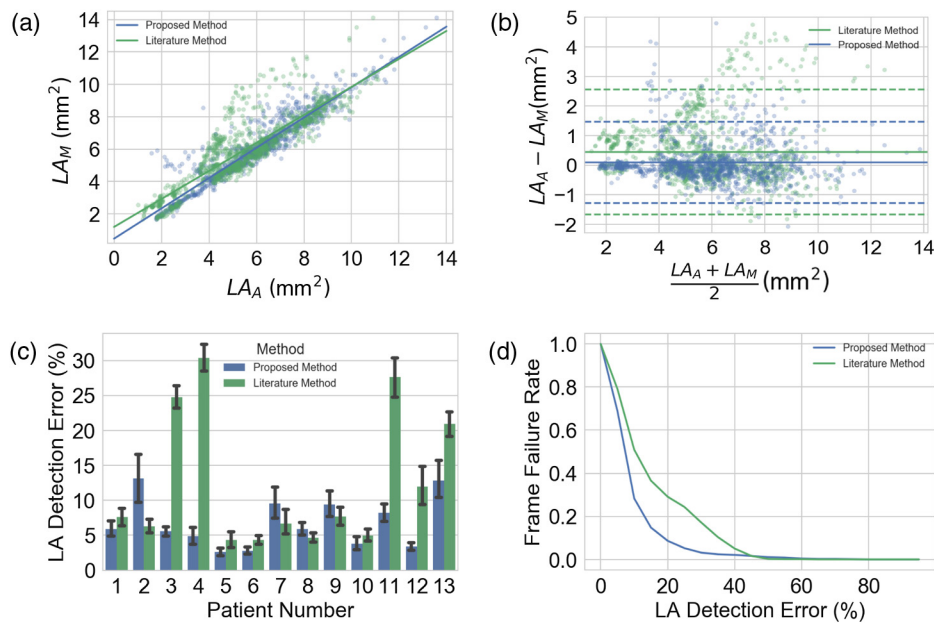 (a)
LA_M (mm²)
14
12
10
8
6
4
2
Proposed Method
Literature Method
0 2 4 6 8 10 12 14
LA_A (mm²)
(b)
LA_A − LA_M(mm²)
5
4
3
2
1
0
−1
−2
Literature Method
Proposed Method
2 4 6 8 10 12 14
LA_A + LA_M
2
(mm²)
(c)
LA Detection Error (%)
30
25
20
15
10
5
0
Method
Proposed Method
Literature Method
1 2 3 4 5 6 7 8 9 10 11 12 13
Patient Number
(d)
Frame Failure Rate
1.0
0.8
0.6
0.4
0.2
0.0
Proposed Method
Literature Method
0 20 40 60 80
LA Detection Error (%)